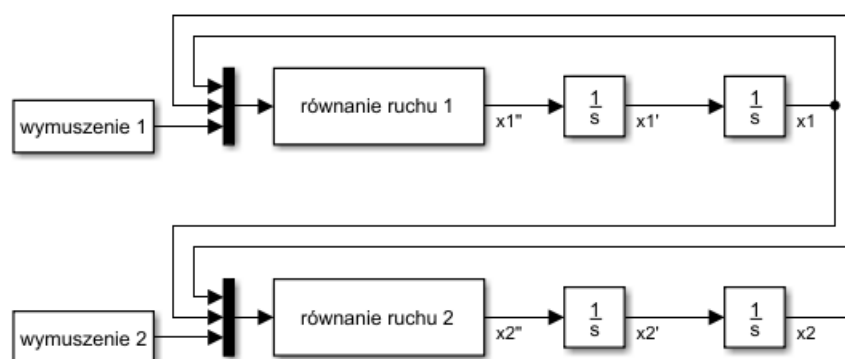 wymuszenie 1
równanie ruchu 1
x1"
1
s
x1'
1
s
x1
wymuszenie 2
równanie ruchu 2
x2"
1
s
x2'
1
s
x2